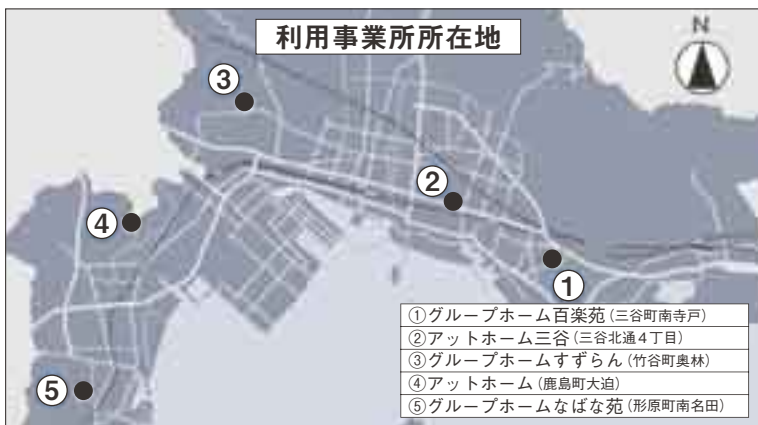 利用事業所所在地
N
③
②
④
①
⑤
①グループホーム百楽苑(三谷町南寺戸)
②アットホーム三谷(三谷北通4丁目)
③グループホームすずらん(竹谷町奥林)
④アットホーム(鹿島町大迫)
⑤グループホームなばな苑(形原町南名田)